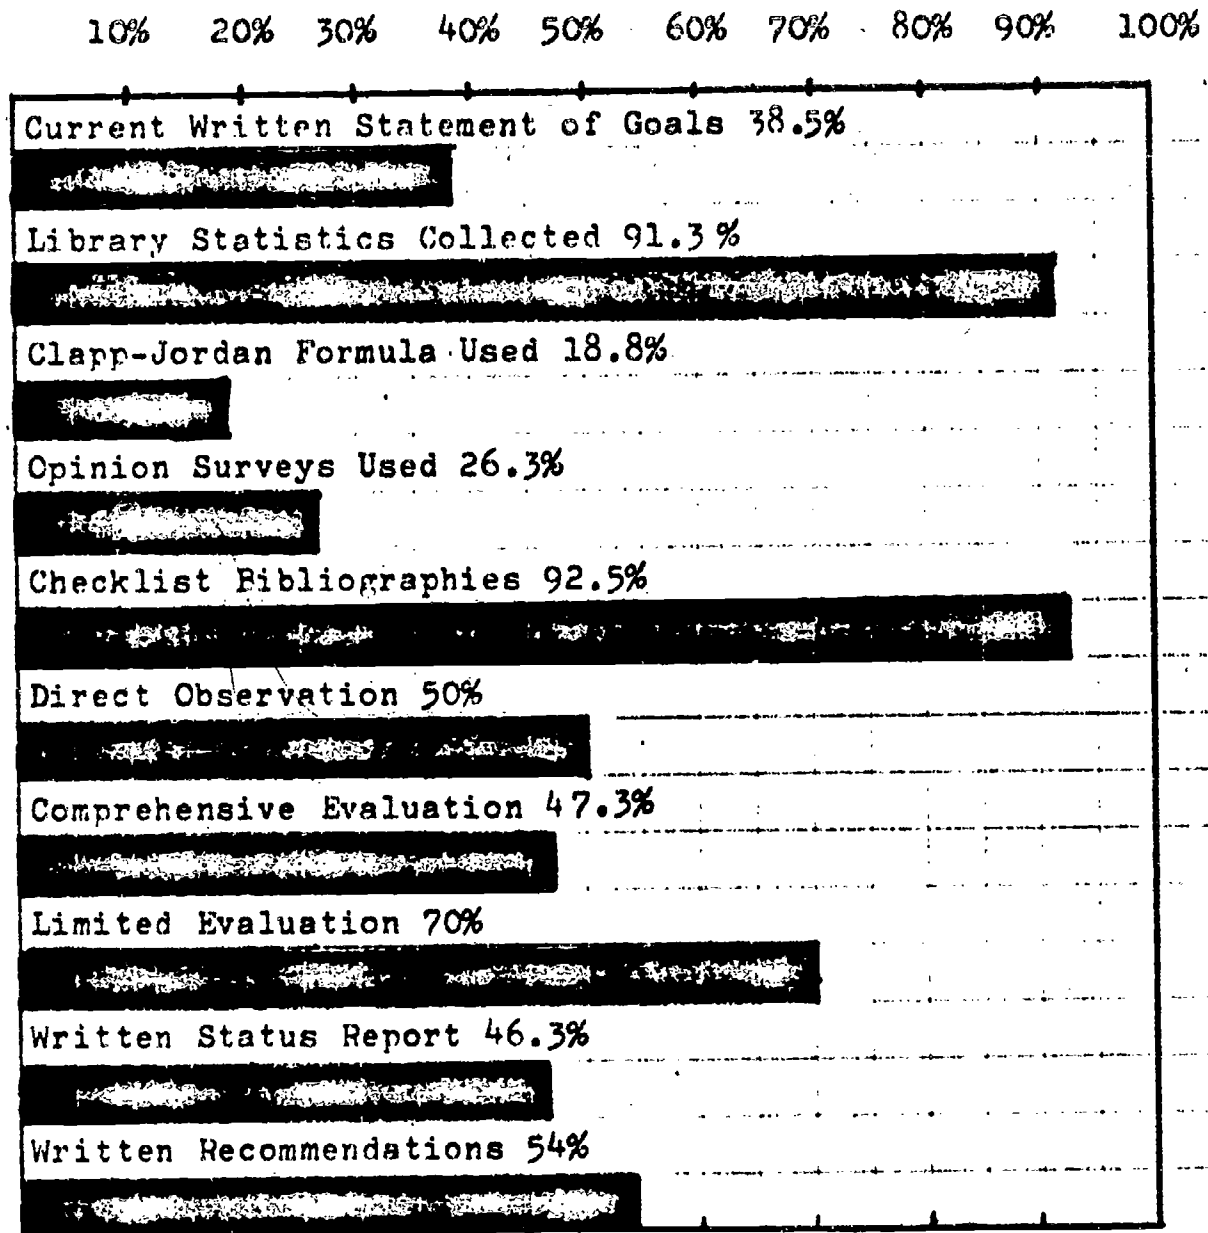 10% 20% 30% 40% 50% 60% 70% 80% 90% 100%
Current Written Statement of Goals 38.5%
Library Statistics Collected 91.3%
Clapp-Jordan Formula Used 18.8%
Opinion Surveys Used 26.3%
Checklist Bibliographies 92.5%
Direct Observation 50%
Comprehensive Evaluation 47.3%
Limited Evaluation 70%
Written Status Report 46.3%
Written Recommendations 54%